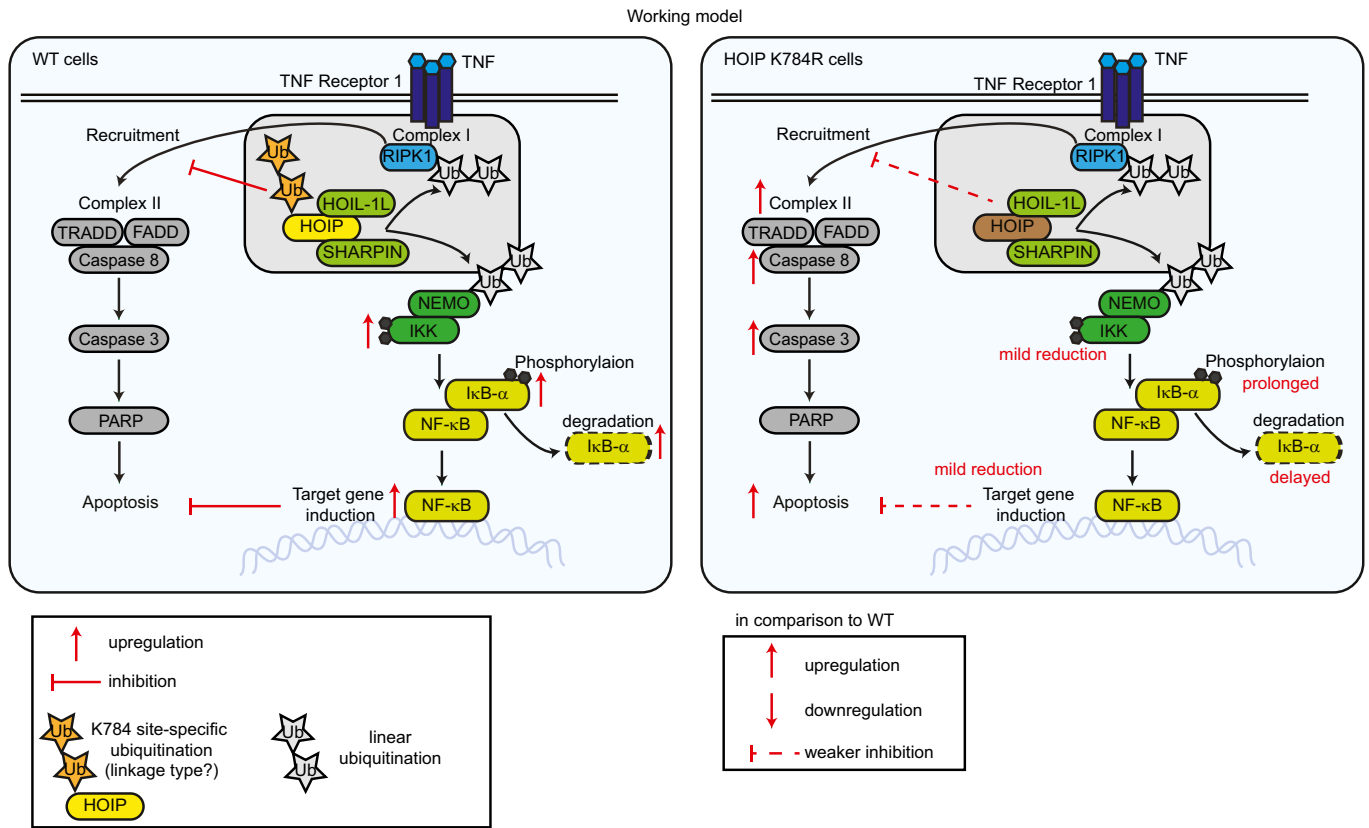 Working model
WT cells
TNF
TNF Receptor 1
Recruitment
Complex I
RIPK1
Ub
Ub
Ub
Ub
Complex II
HOIL-1L
TRADD
FADD
HOIP
Caspase 8
SHARPIN
Ub
Ub
NEMO
IKK
Caspase 3
Phosphorylaion
IκB-α
PARP
NF-κB
degradation
IκB-α
Apoptosis
Target gene
induction
NF-κB
HOIP K784R cells
TNF
TNF Receptor 1
Recruitment
Complex I
RIPK1
Ub
Ub
Complex II
HOIL-1L
TRADD
FADD
HOIP
Caspase 8
SHARPIN
Ub
Ub
NEMO
IKK
Caspase 3
mild reduction
Phosphorylaion
prolonged
IκB-α
PARP
NF-κB
degradation
IκB-α
delayed
mild reduction
Apoptosis
Target gene
induction
NF-κB
upregulation
inhibition
Ub
Ub
HOIP
K784 site-specific
ubiquitination
(linkage type?)
Ub
Ub
linear
ubiquitination
in comparison to WT
upregulation
downregulation
weaker inhibition